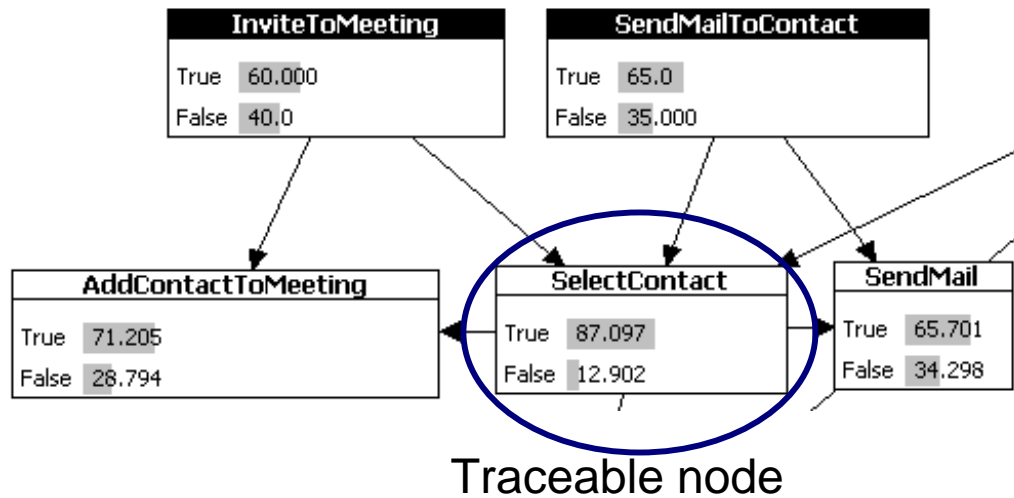 InviteToMeeting
True 60.000
False 40.0
SendMailToContact
True 65.0
False 35.000
AddContactToMeeting
True 71.205
False 28.794
SelectContact
True 87.097
False 12.902
SendMail
True 65.701
False 34.298
Traceable node